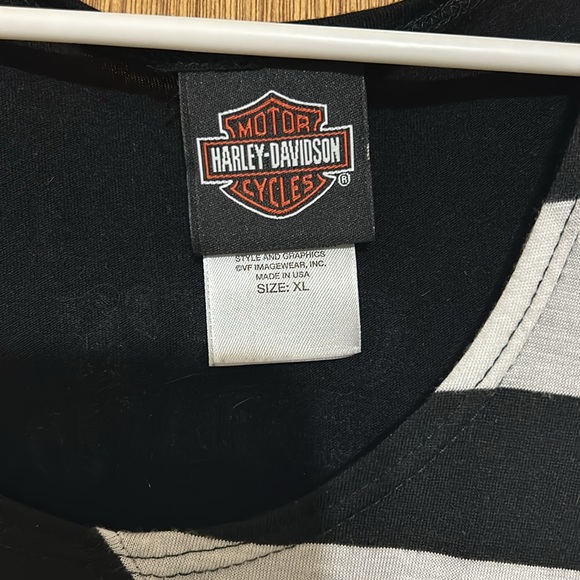 MOTOR
HARLEY-DAVIDSON
CYCLES
®
STYLE AND GRAPHICS
©VF IMAGEWEAR, INC.
MADE IN USA
SIZE: XL